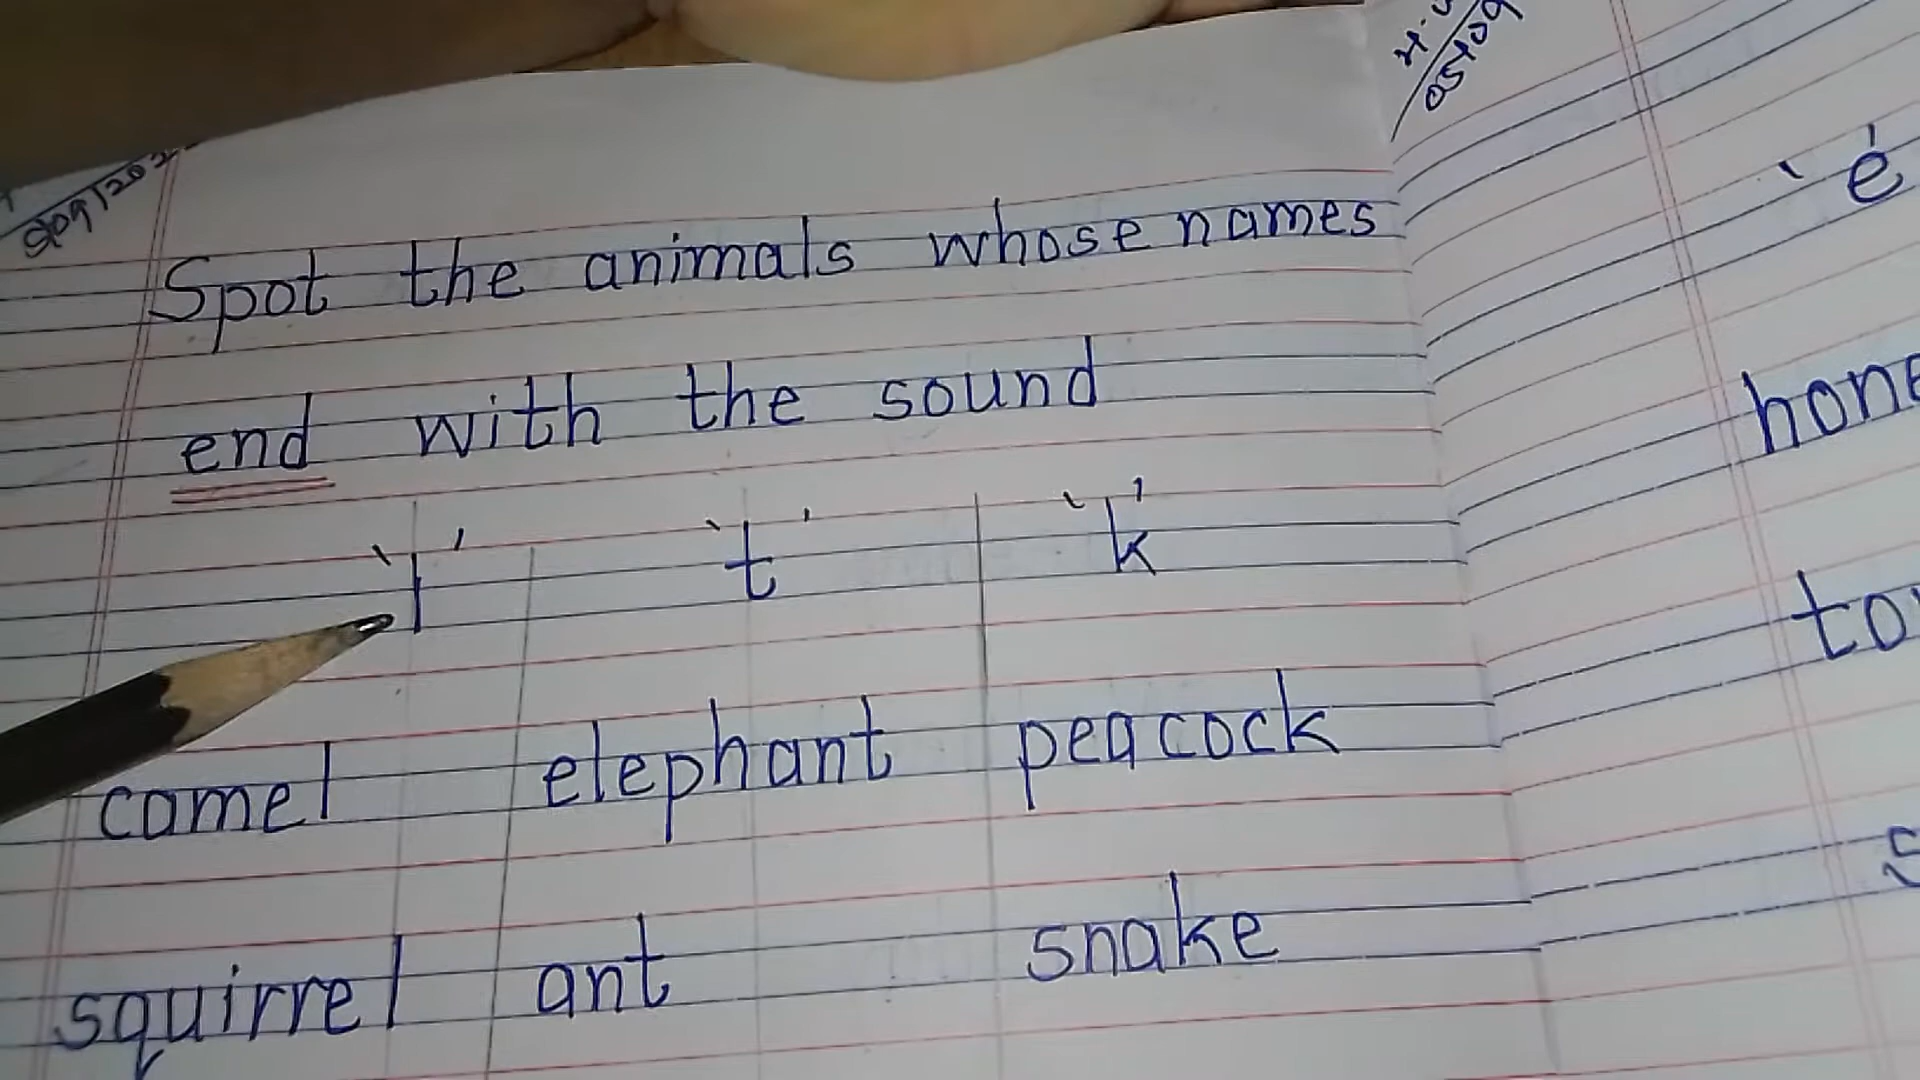 Spot the animals whose names
end with the sound
'l' 't' 'k'
camel elephant peacock
squirrel ant snake
'e'